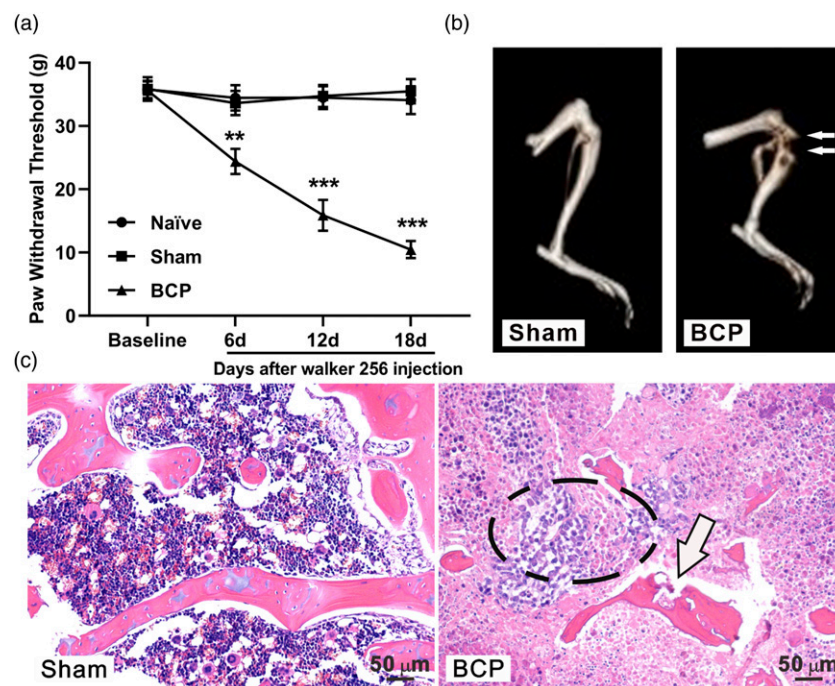 (a)
Paw Withdrawal Threshold (g)
40
30
20
10
0
**
***
***
Naïve
Sham
BCP
Baseline 6d 12d 18d
Days after walker 256 injection
(b)
Sham
BCP
(c)
Sham
50 μm
BCP
50 μm